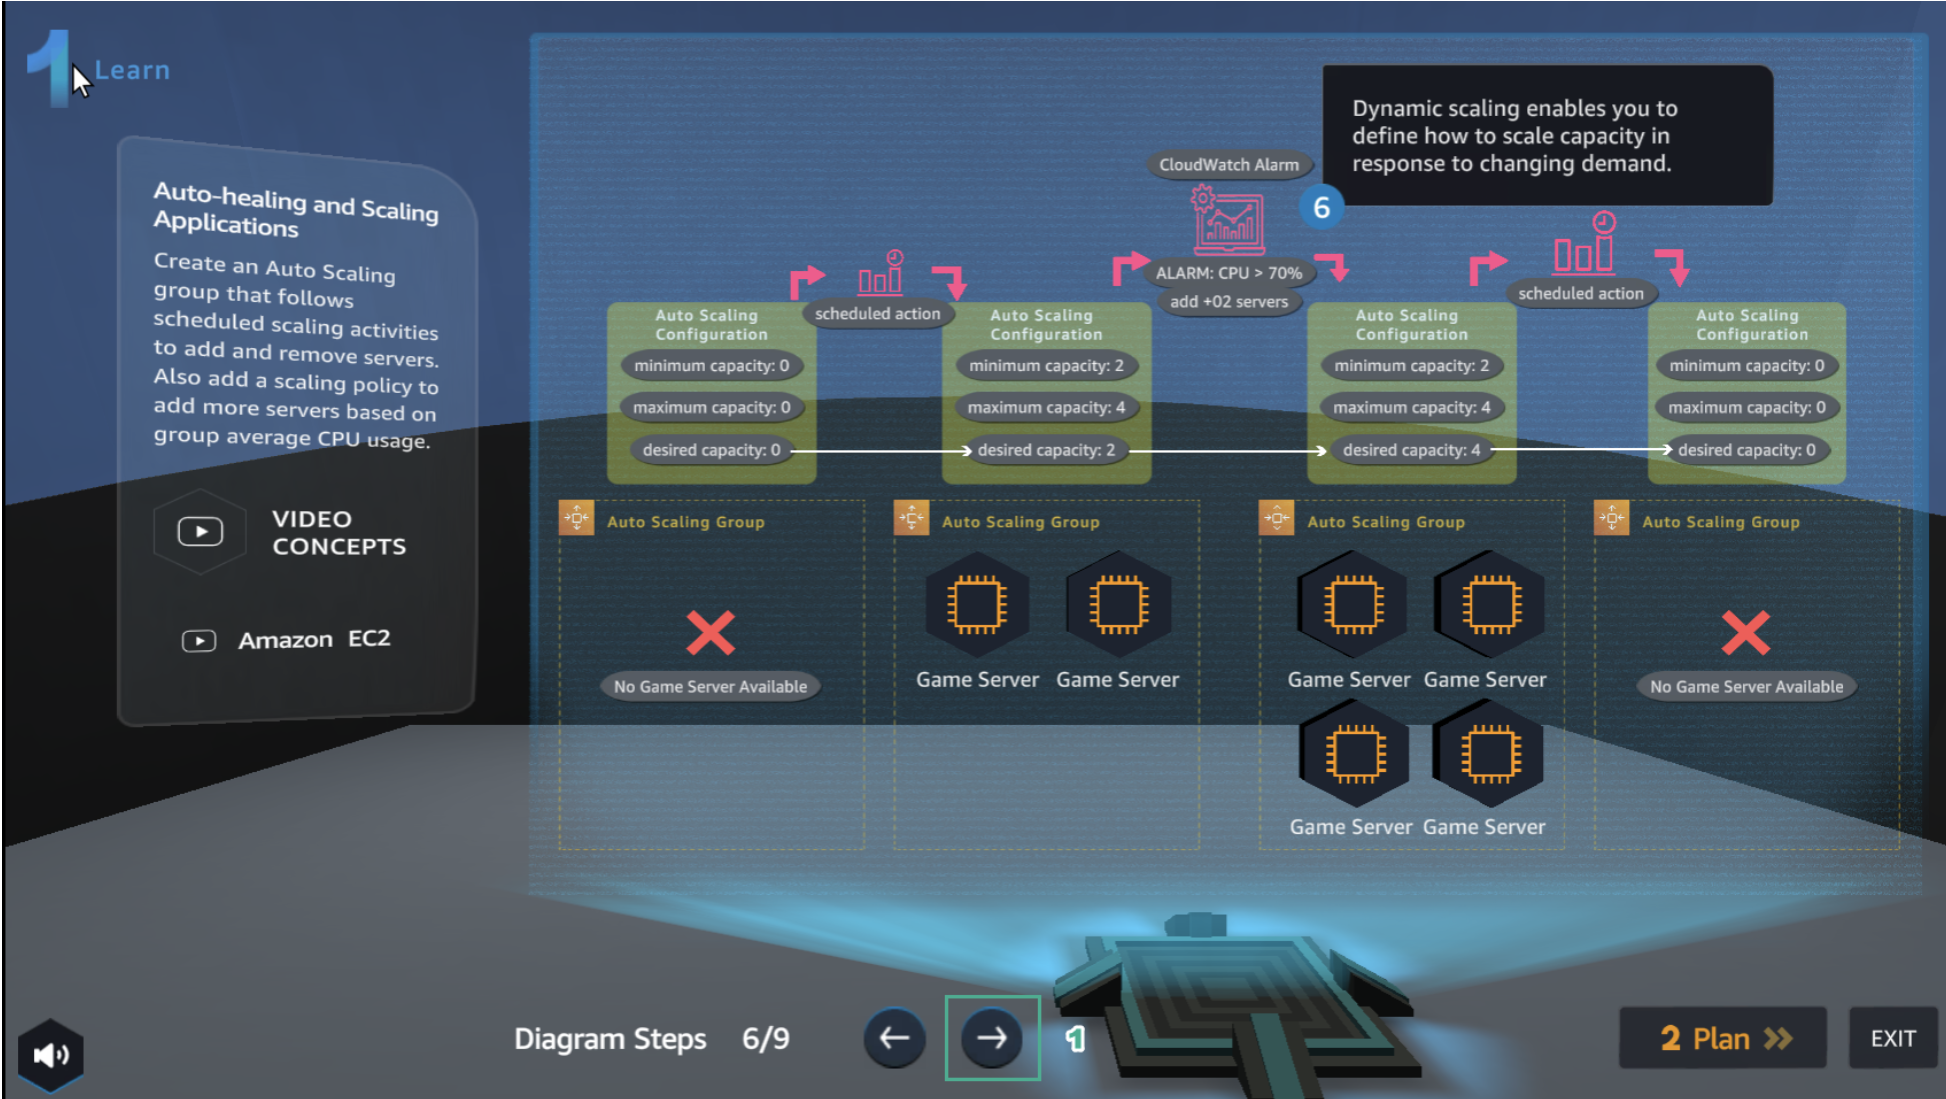 1 Learn
Auto-healing and Scaling
Applications
Create an Auto Scaling
group that follows
scheduled scaling activities
to add and remove servers.
Also add a scaling policy to
add more servers based on
group average CPU usage.
VIDEO
CONCEPTS
Amazon EC2
Dynamic scaling enables you to
define how to scale capacity in
response to changing demand.
CloudWatch Alarm
6
ALARM: CPU > 70%
add +02 servers
scheduled action
scheduled action
Auto Scaling
Configuration
minimum capacity: 0
maximum capacity: 0
desired capacity: 0
Auto Scaling
Configuration
minimum capacity: 2
maximum capacity: 4
desired capacity: 2
Auto Scaling
Configuration
minimum capacity: 2
maximum capacity: 4
desired capacity: 4
Auto Scaling
Configuration
minimum capacity: 0
maximum capacity: 0
desired capacity: 0
Auto Scaling Group
No Game Server Available
Auto Scaling Group
Game Server Game Server
Auto Scaling Group
Game Server Game Server
Game Server Game Server
Auto Scaling Group
No Game Server Available
Diagram Steps 6/9
1
2 Plan
EXIT